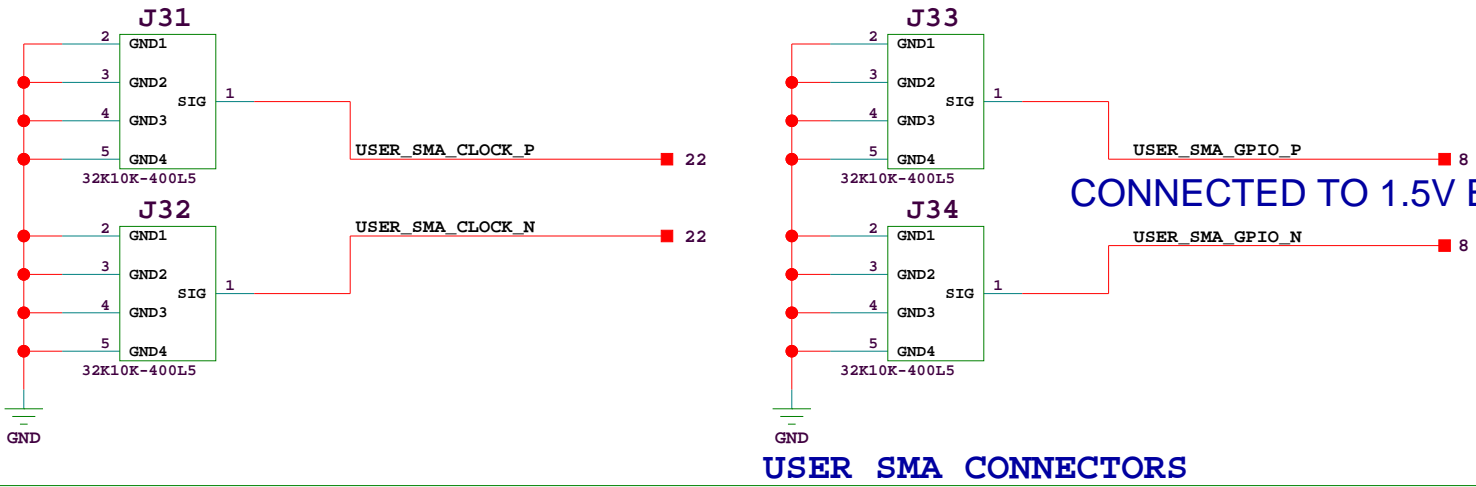 J31
2 GND1
3 GND2
SIG 1
4 GND3
5 GND4
32K10K-400L5
USER_SMA_CLOCK_P 22
J32
2 GND1
3 GND2
SIG 1
4 GND3
5 GND4
32K10K-400L5
USER_SMA_CLOCK_N 22
GND
J33
2 GND1
3 GND2
SIG 1
4 GND3
5 GND4
32K10K-400L5
USER_SMA_GPIO_P 8
CONNECTED TO 1.5V
J34
2 GND1
3 GND2
SIG 1
4 GND3
5 GND4
32K10K-400L5
USER_SMA_GPIO_N 8
GND
USER SMA CONNECTORS